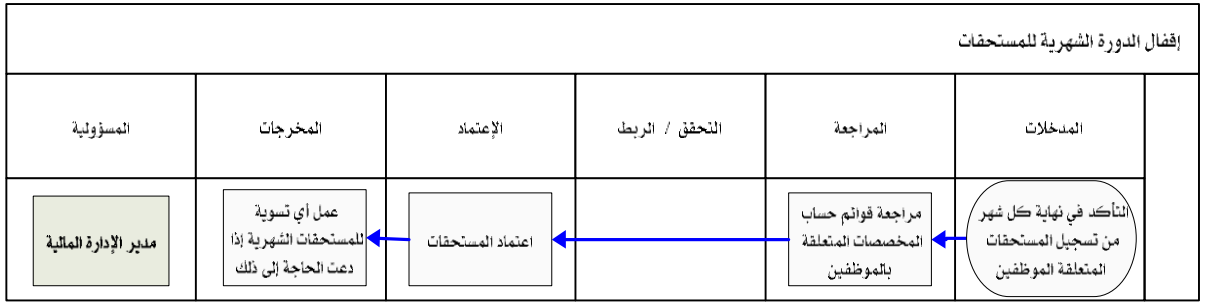 إقفال الدورة الشهرية للمستحقات
المدخلات
المراجعة
التحقق / الربط
الإعتماد
المخرجات
المسؤولية
التأكد في نهاية كل شهر
من تسجيل المستحقات
المتعلقة الموظفين
مراجعة قوائم حساب
المخصصات المتعلقة
بالموظفين
اعتماد المستحقات
عمل أي تسوية
للمستحقات الشهرية إذا
دعت الحاجة إلى ذلك
مدير الإدارة المالية